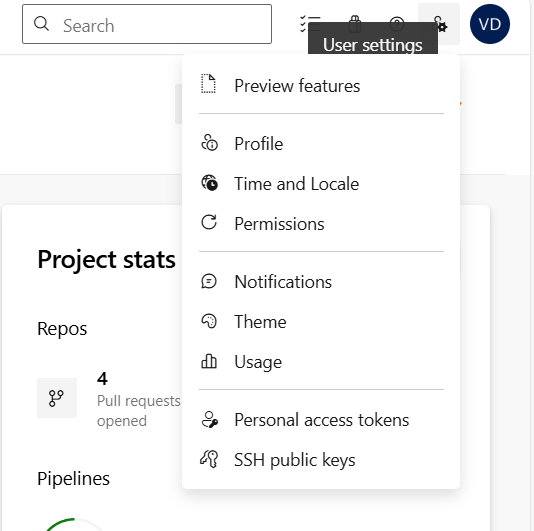 Search
VD
User settings
Preview features
Profile
Time and Locale
Permissions
Project stats
Notifications
Repos
Theme
Usage
4
Pull requests
opened
Personal access tokens
SSH public keys
Pipelines